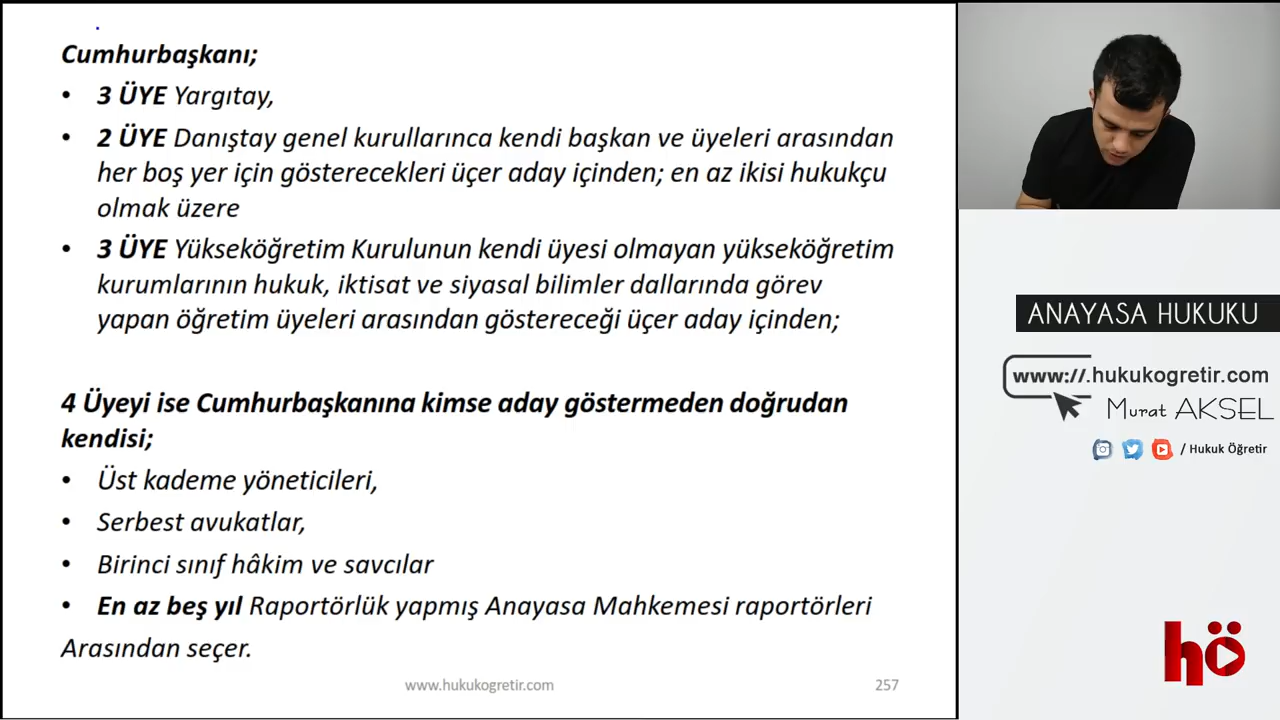 Cumhurbaşkanı;
• 3 ÜYE Yargıtay,
• 2 ÜYE Danıştay genel kurullarınca kendi başkan ve üyeleri arasından
her boş yer için gösterecekleri üçer aday içinden; en az ikisi hukukçu
olmak üzere
• 3 ÜYE Yükseköğretim Kurulunun kendi üyesi olmayan yükseköğretim
kurumlarının hukuk, iktisat ve siyasal bilimler dallarında görev
yapan öğretim üyeleri arasından göstereceği üçer aday içinden;
4 Üyeyi ise Cumhurbaşkanına kimse aday göstermeden doğrudan
kendisi;
• Üst kademe yöneticileri,
• Serbest avukatlar,
• Birinci sınıf hâkim ve savcılar
• En az beş yıl Raportörlük yapmış Anayasa Mahkemesi raportörleri
Arasından seçer.
www.hukukogretir.com
257
ANAYASA HUKUKU
www://.hukukogretir.com
Murat AKSEL
/ Hukuk Öğretir
hö